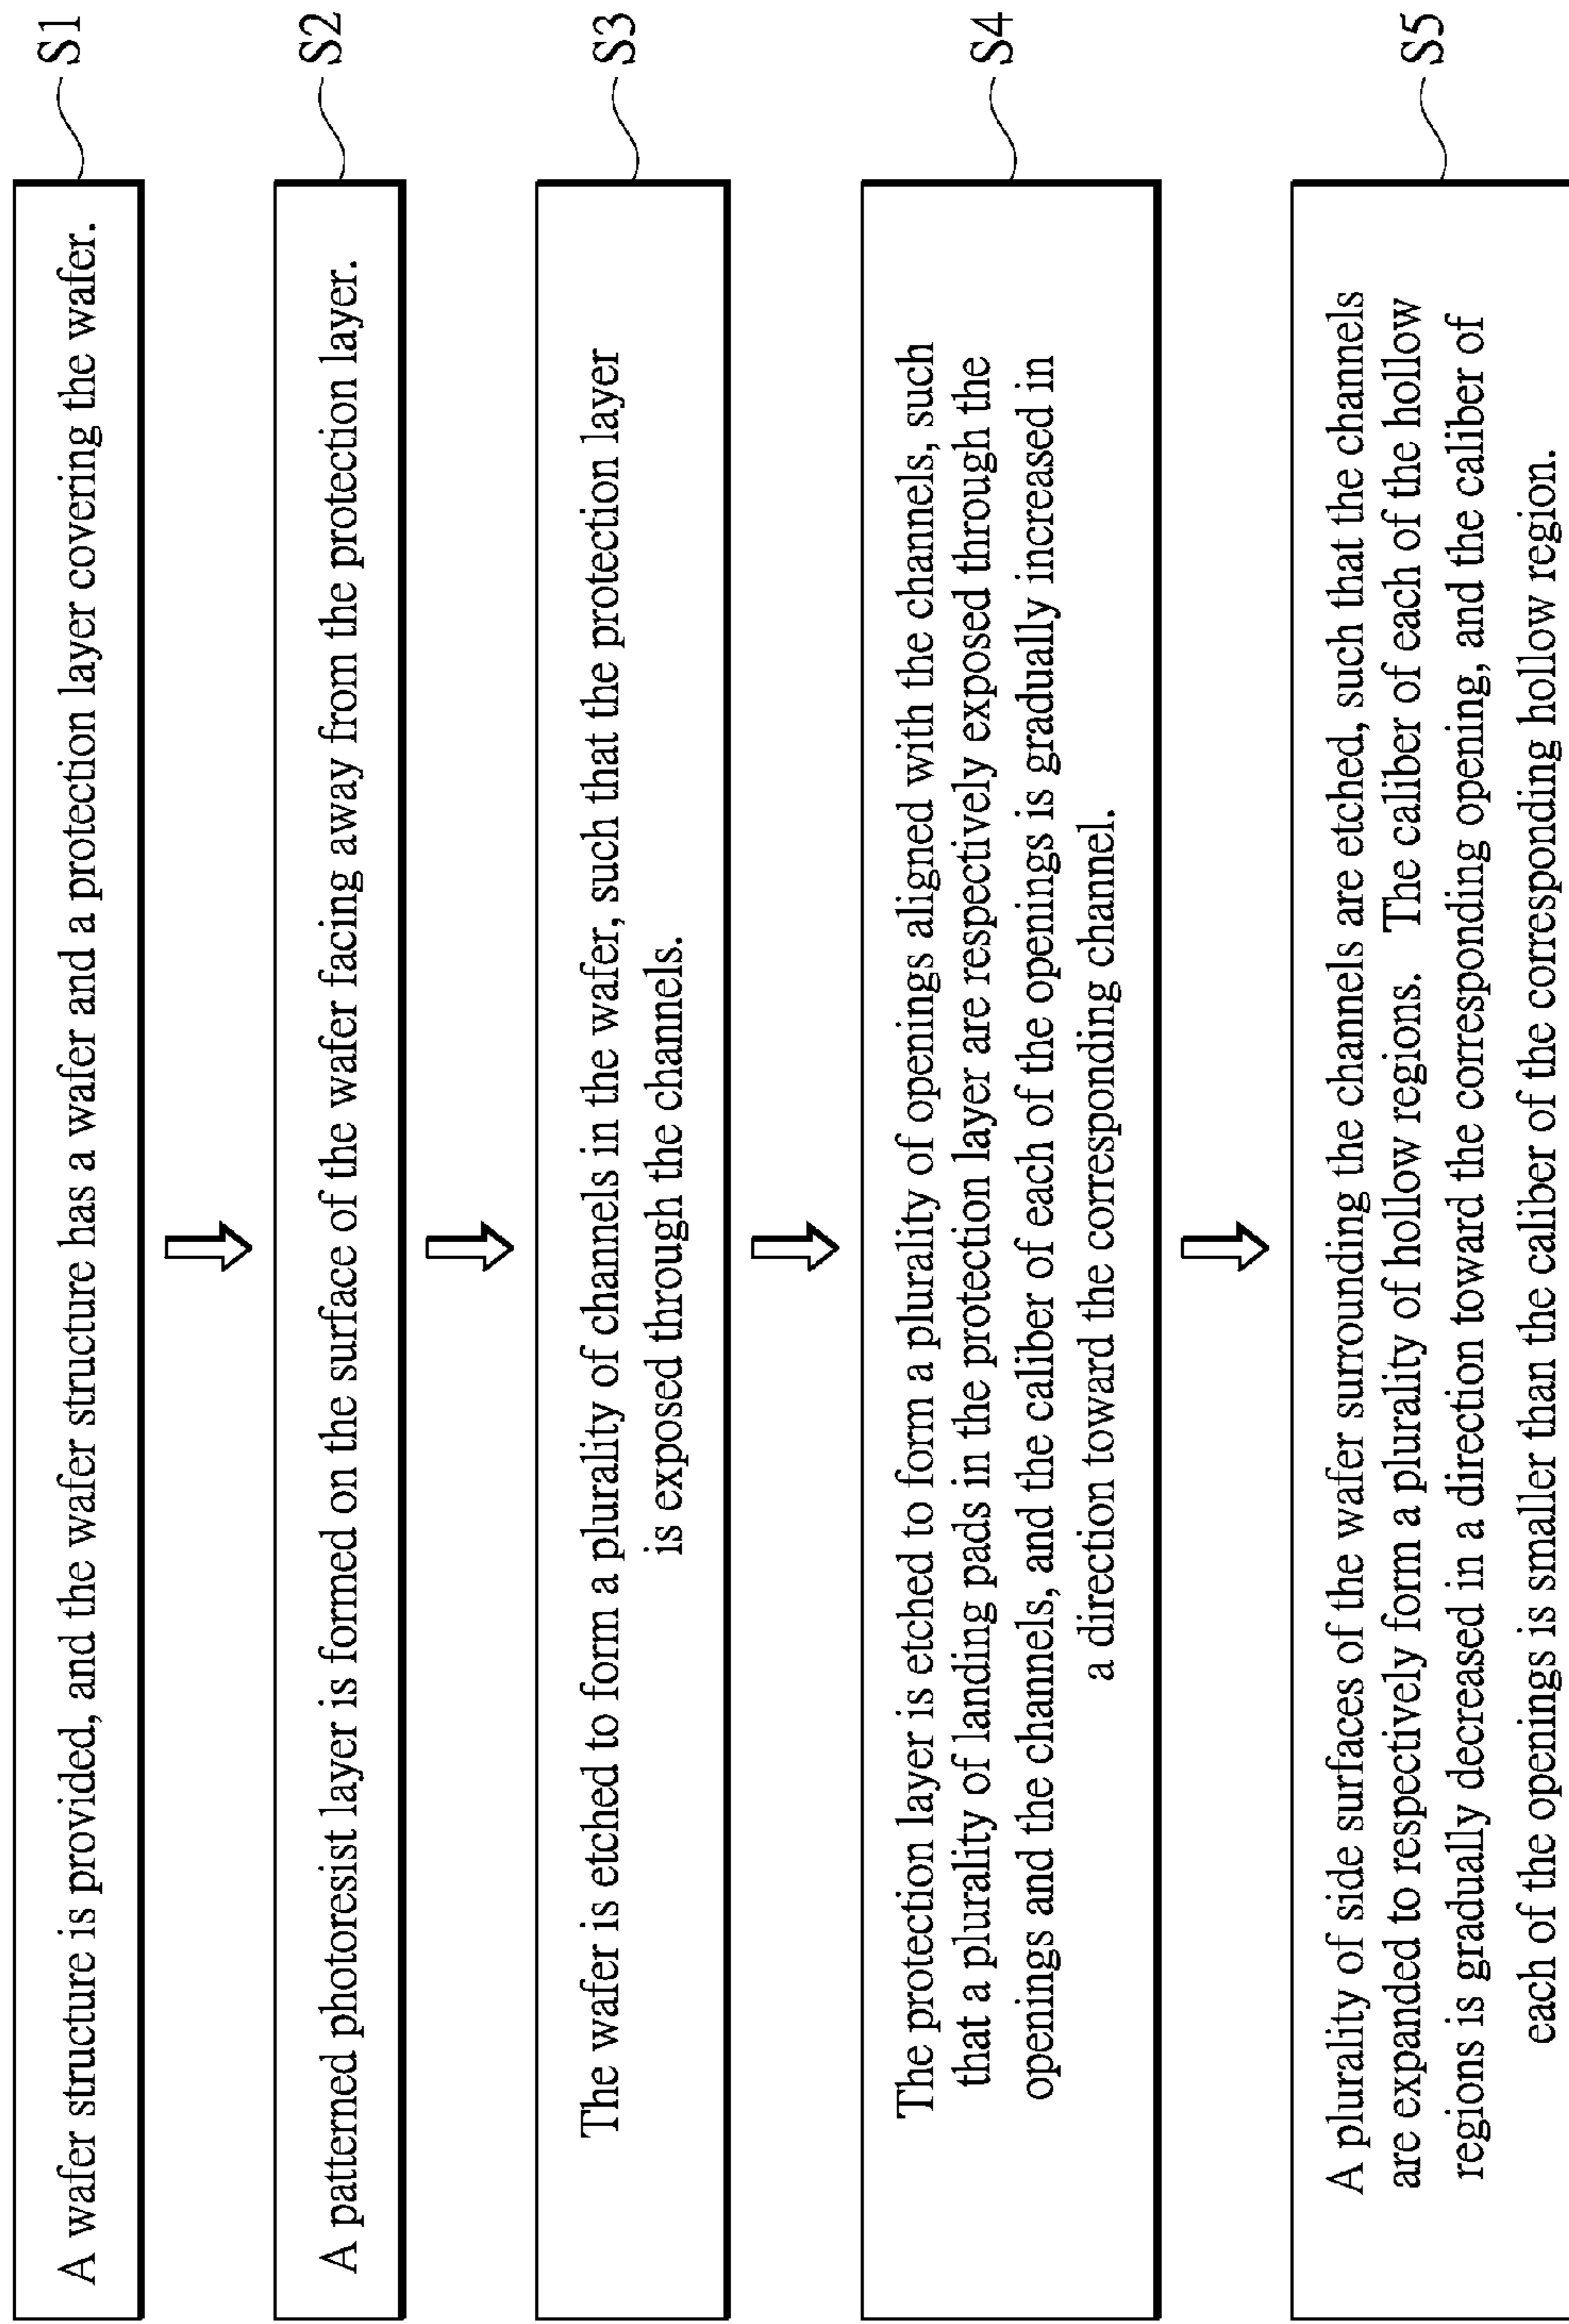 A wafer structure is provided, and the wafer structure has a wafer and a protection layer covering the wafer.
S1
A patterned photoresist layer is formed on the surface of the wafer facing away from the protection layer.
S2
The wafer is etched to form a plurality of channels in the wafer, such that the protection layer
is exposed through the channels.
S3
The protection layer is etched to form a plurality of openings aligned with the channels, such
that a plurality of landing pads in the protection layer are respectively exposed through the
openings and the channels, and the caliber of each of the openings is gradually increased in
a direction toward the corresponding channel.
S4
A plurality of side surfaces of the wafer surrounding the channels are etched, such that the channels
are expanded to respectively form a plurality of hollow regions. The caliber of each of the hollow
regions is gradually decreased in a direction toward the corresponding opening, and the caliber of
each of the openings is smaller than the caliber of the corresponding hollow region.
S5